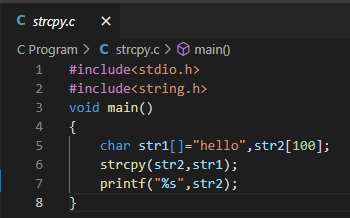 C strcpy.c ×
C Program > C strcpy.c > main()
1 #include<stdio.h>
2 #include<string.h>
3 void main()
4 {
5     char str1[]="hello",str2[100];
6     strcpy(str2,str1);
7     printf("%s",str2);
8 }